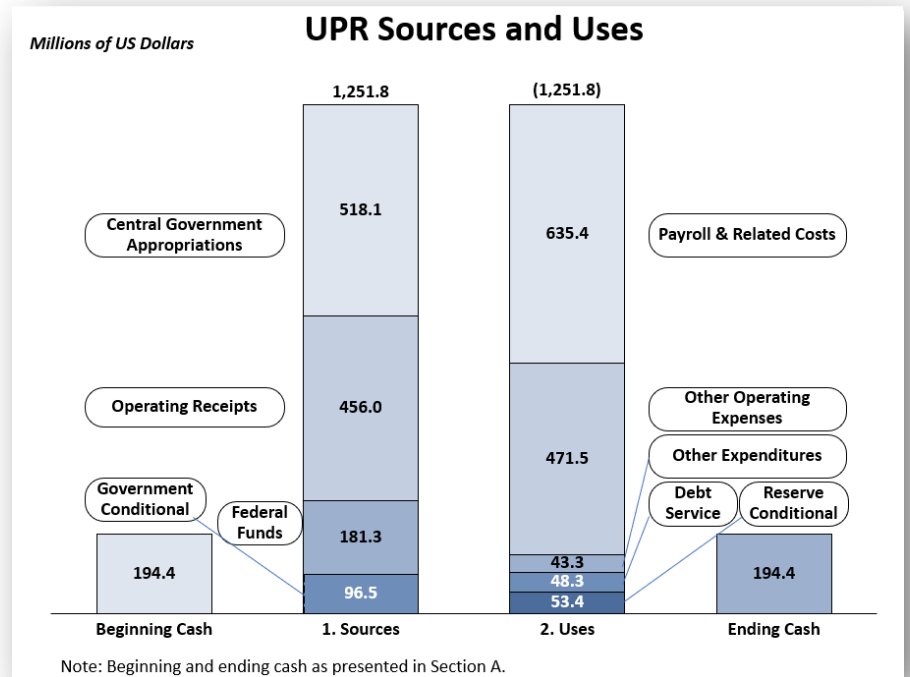 UPR Sources and Uses
Millions of US Dollars
1,251.8
(1,251.8)
518.1
635.4
Central Government
Appropriations
Payroll & Related Costs
Operating Receipts
456.0
471.5
Other Operating
Expenses
Other Expenditures
Government
Conditional
Federal
Funds
Debt
Service
Reserve
Conditional
181.3
43.3
48.3
53.4
96.5
194.4
194.4
Beginning Cash
1. Sources
2. Uses
Ending Cash
Note: Beginning and ending cash as presented in Section A.